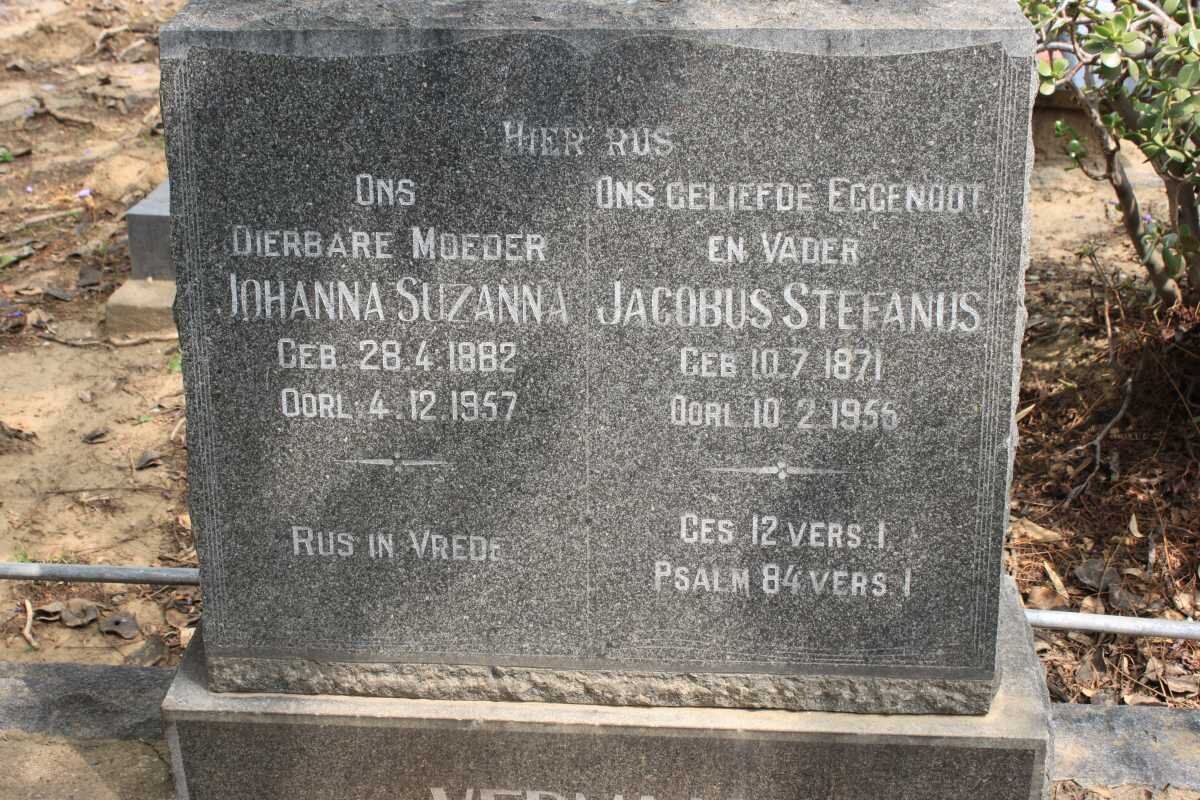 HIER RUS
ONS
DIERBARE MOEDER
JOHANNA SUZANNA
GEB. 28.4.1882
OORL. 4.12.1957
RUS IN VREDE
ONS GELIEFDE EGGENOOT
EN VADER
JACOBUS STEFANUS
GEB 10.7 1871
OORL 10.2.1956
GES 12 VERS 1
PSALM 84 VERS 1